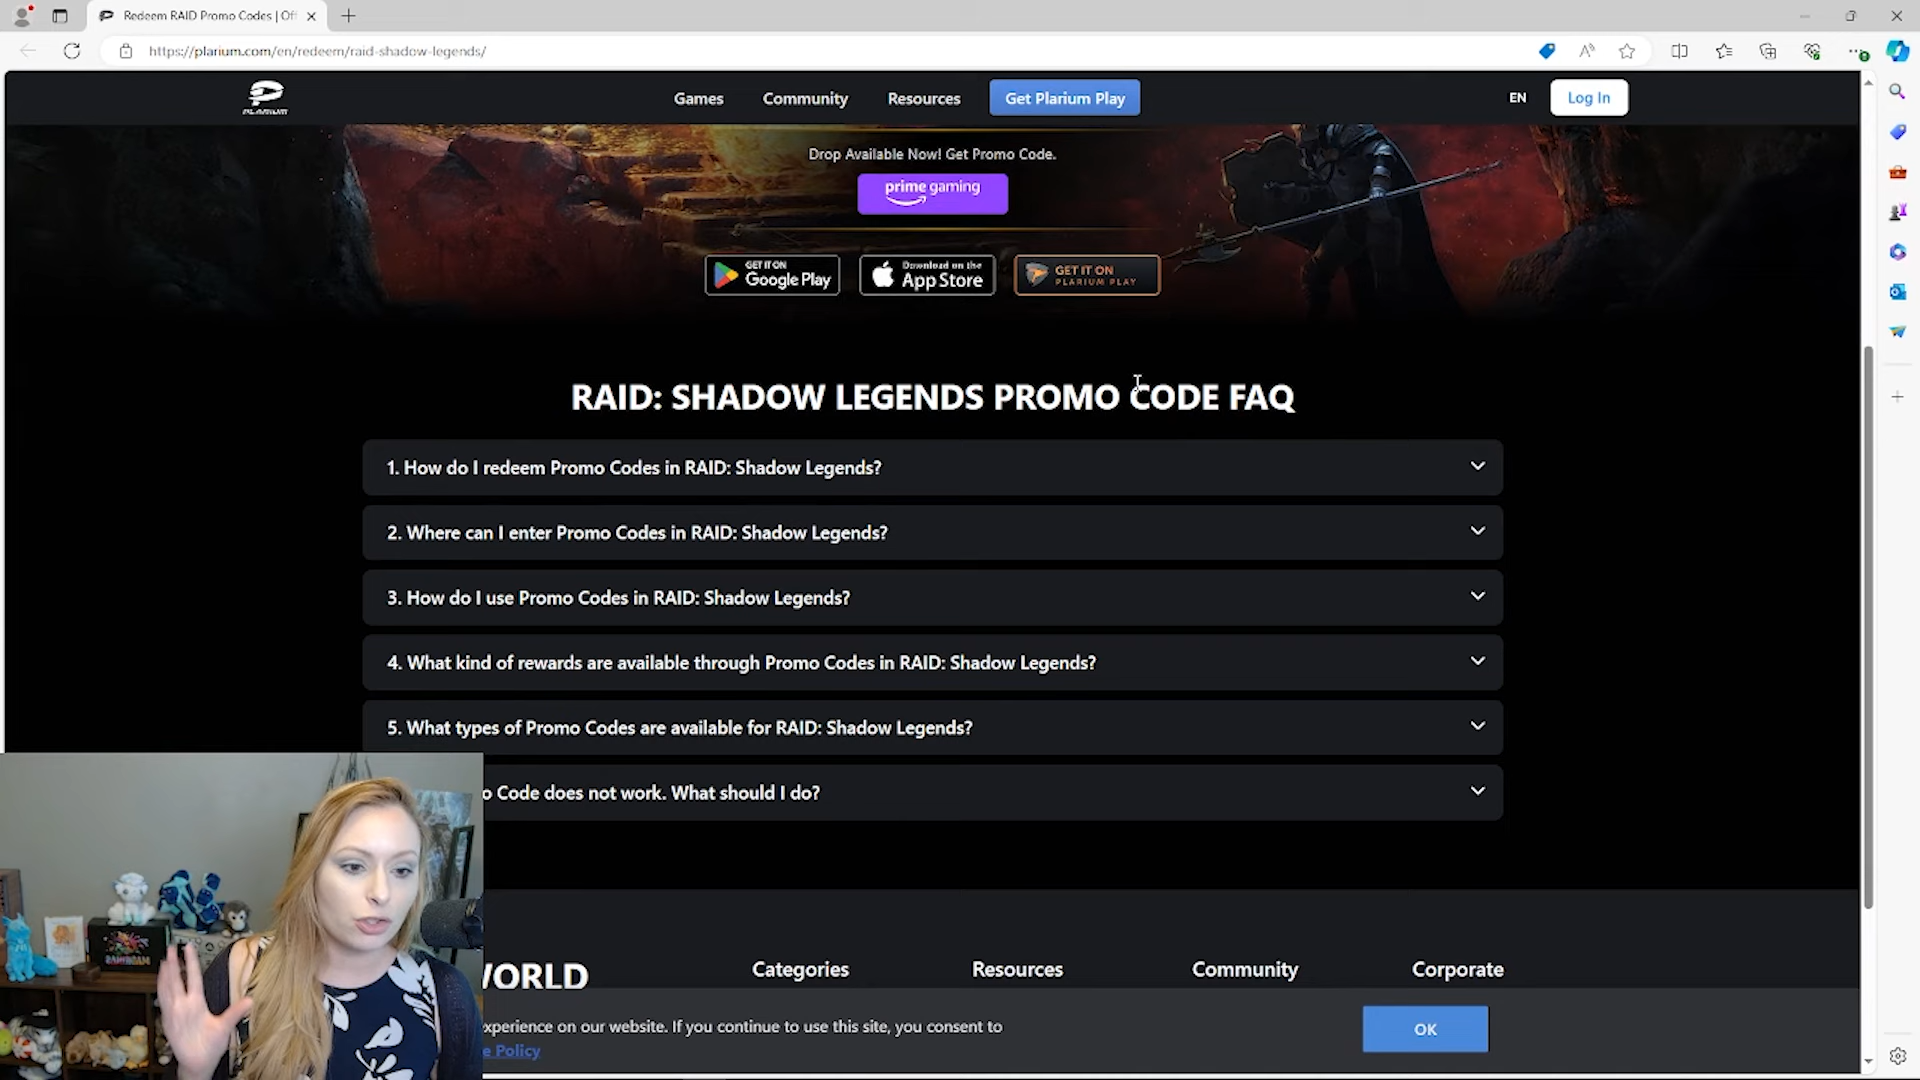 Redeem RAID Promo Codes | Off
https://plarium.com/en/redeem/raid-shadow-legends/
PLARIUM
Games
Community
Resources
Get Plarium Play
EN
Log In
Drop Available Now! Get Promo Code.
prime gaming
GET IT ON
Google Play
Download on the
App Store
GET IT ON
PLARIUM PLAY
RAID: SHADOW LEGENDS PROMO CODE FAQ
1. How do I redeem Promo Codes in RAID: Shadow Legends?
2. Where can I enter Promo Codes in RAID: Shadow Legends?
3. How do I use Promo Codes in RAID: Shadow Legends?
4. What kind of rewards are available through Promo Codes in RAID: Shadow Legends?
5. What types of Promo Codes are available for RAID: Shadow Legends?
o Code does not work. What should I do?
WORLD
Categories
Resources
Community
Corporate
xperience on our website. If you continue to use this site, you consent to
e Policy
OK